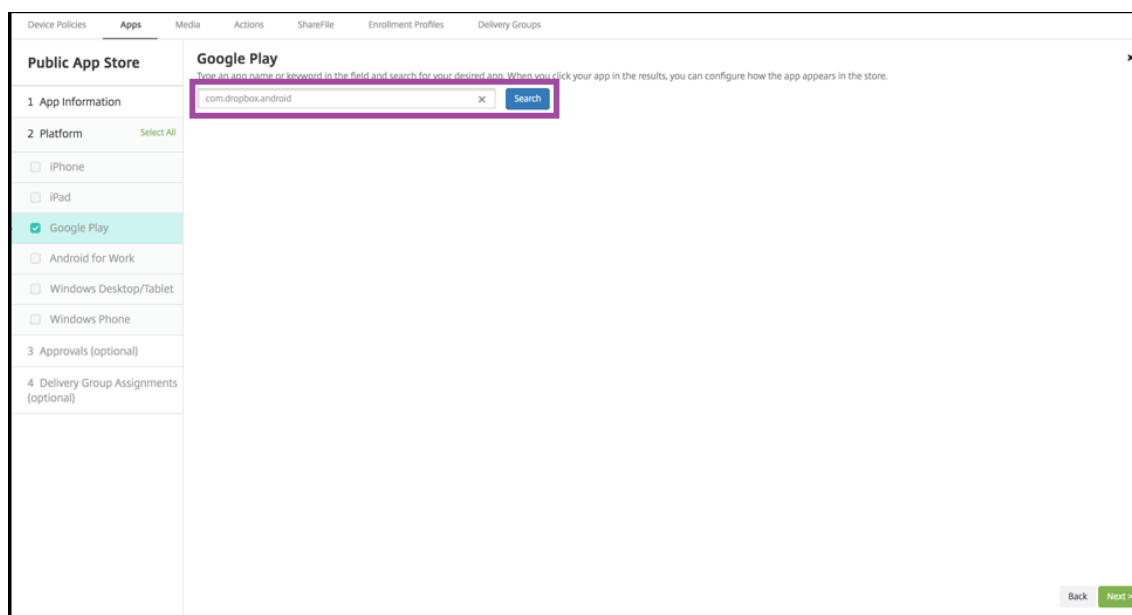 Device Policies Apps Media Actions ShareFile Enrollment Profiles Delivery Groups
Public App Store
1 App Information
2 Platform Select All
iPhone
iPad
Google Play
Android for Work
Windows Desktop/Tablet
Windows Phone
3 Approvals (optional)
4 Delivery Group Assignments
(optional)
Google Play
Type an app name or keyword in the field and search for your desired app. When you click your app in the results, you can configure how the app appears in the store.
com.dropbox.android Search
Back Next >